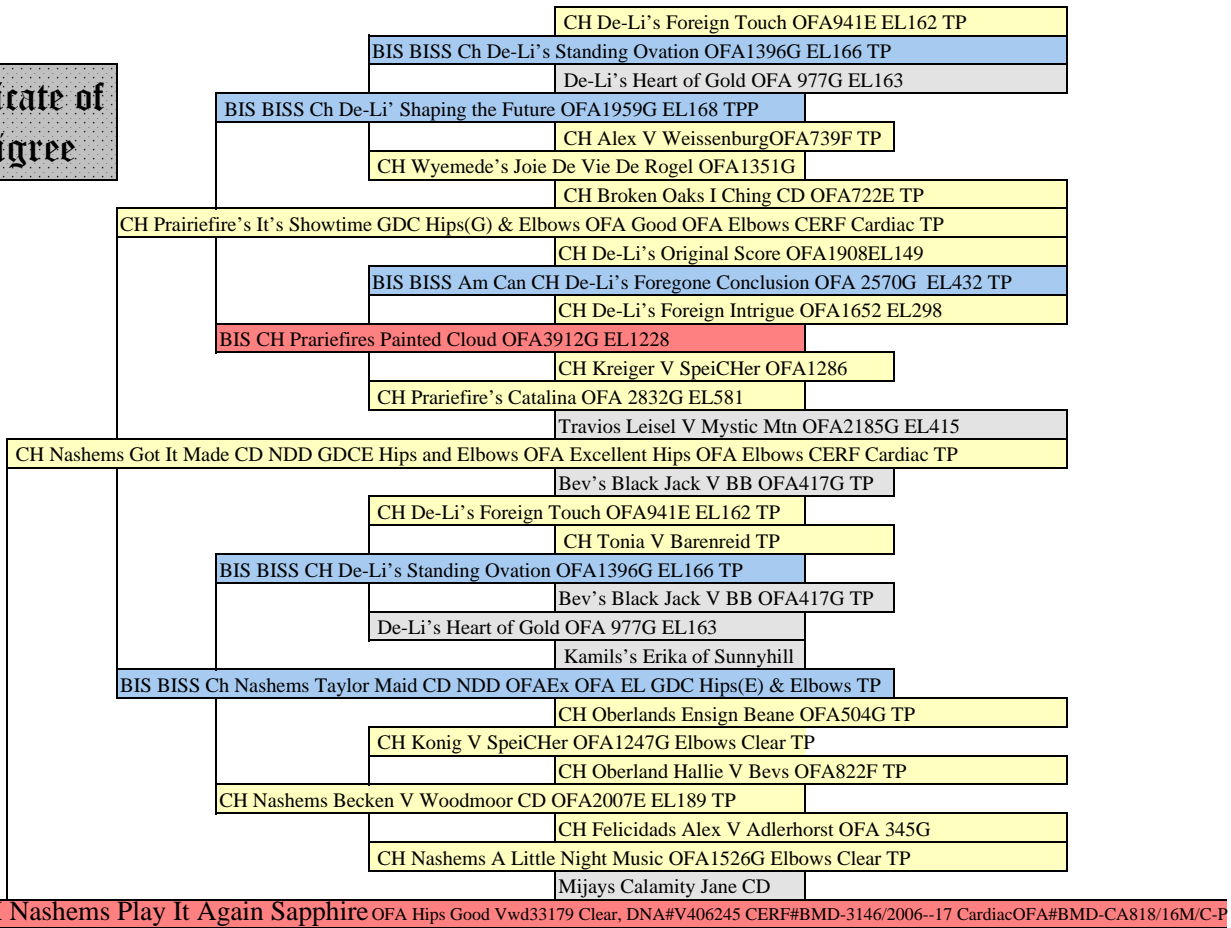 CH De-Li's Foreign Touch OFA941E EL162 TP
BIS BISS Ch De-Li's Standing Ovation OFA1396G EL166 TP
De-Li's Heart of Gold OFA 977G EL163
BIS BISS Ch De-Li' Shaping the Future OFA1959G EL168 TPP
CH Alex V WeissenburgOFA739F TP
CH Wyemede's Joie De Vie De Rogel OFA1351G
CH Broken Oaks I Ching CD OFA722E TP
CH Prairiefire's It's Showtime GDC Hips(G) & Elbows OFA Good OFA Elbows CERF Cardiac TP
CH De-Li's Original Score OFA1908EL149
BIS BISS Am Can CH De-Li's Foregone Conclusion OFA 2570G EL432 TP
CH De-Li's Foreign Intrigue OFA1652 EL298
BIS CH Prariefires Painted Cloud OFA3912G EL1228
CH Kreiger V SpeiCHer OFA1286
CH Prariefire's Catalina OFA 2832G EL581
Travios Leisel V Mystic Mtn OFA2185G EL415
CH Nashems Got It Made CD NDD GDCE Hips and Elbows OFA Excellent Hips OFA Elbows CERF Cardiac TP
Bev's Black Jack V BB OFA417G TP
CH De-Li's Foreign Touch OFA941E EL162 TP
CH Tonia V Barenreid TP
BIS BISS CH De-Li's Standing Ovation OFA1396G EL166 TP
Bev's Black Jack V BB OFA417G TP
De-Li's Heart of Gold OFA 977G EL163
Kamils's Erika of Sunnyhill
BIS BISS Ch Nashems Taylor Maid CD NDD OFAEx OFA EL GDC Hips(E) & Elbows TP
CH Oberlands Ensign Beane OFA504G TP
CH Konig V SpeiCHer OFA1247G Elbows Clear TP
CH Oberland Hallie V Bevs OFA822F TP
CH Nashems Becken V Woodmoor CD OFA2007E EL189 TP
CH Felicidads Alex V Adlerhorst OFA 345G
CH Nashems A Little Night Music OFA1526G Elbows Clear TP
Mijays Calamity Jane CD
Nashems Play It Again Sapphire OFA Hips Good Vwd33179 Clear, DNA#V406245 CERF#BMD-3146/2006--17 CardiacOFA#BMD-CA818/16M/C-P
icate of
igree